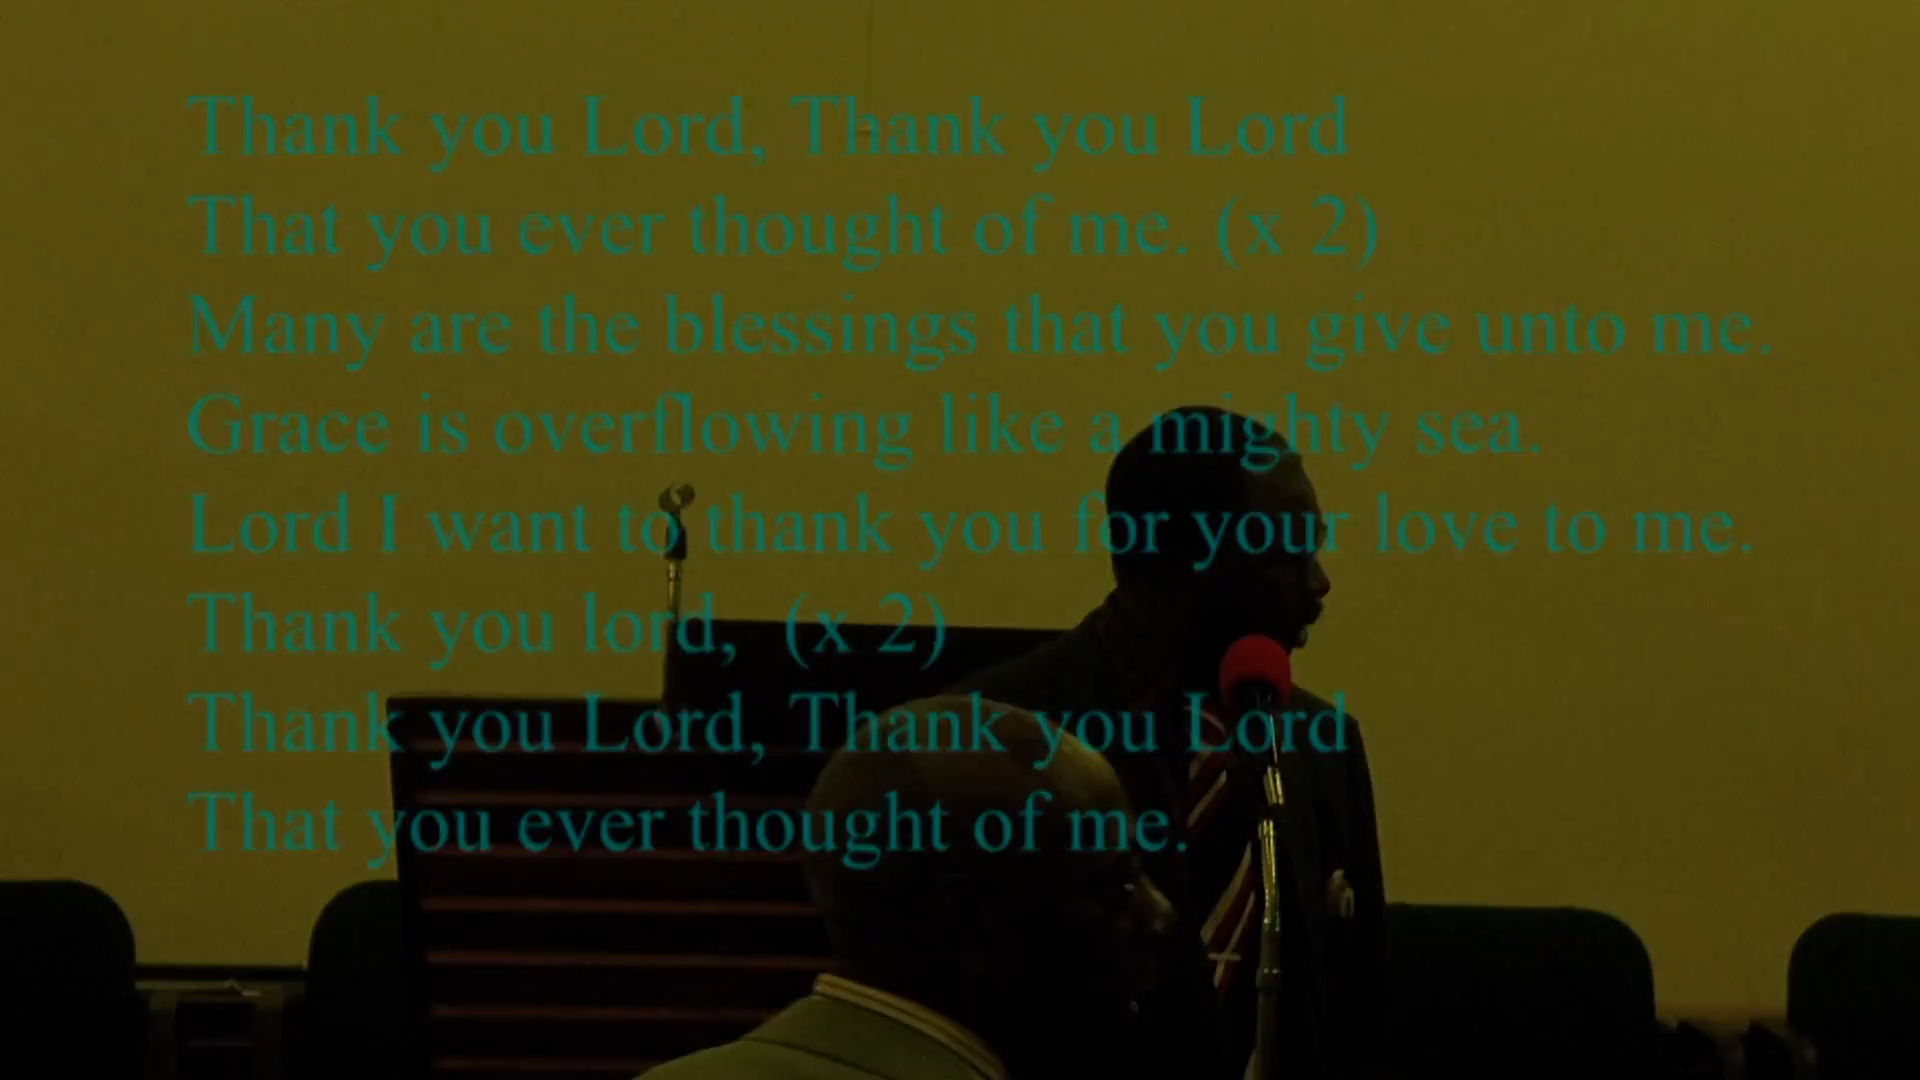 Thank you Lord, Thank you Lord
That you ever thought of me. (x 2)
Many are the blessings that you give unto me.
Grace is overflowing like a mighty sea.
Lord I want to thank you for your love to me.
Thank you lord,  (x 2)
Thank you Lord, Thank you Lord
That you ever thought of me.